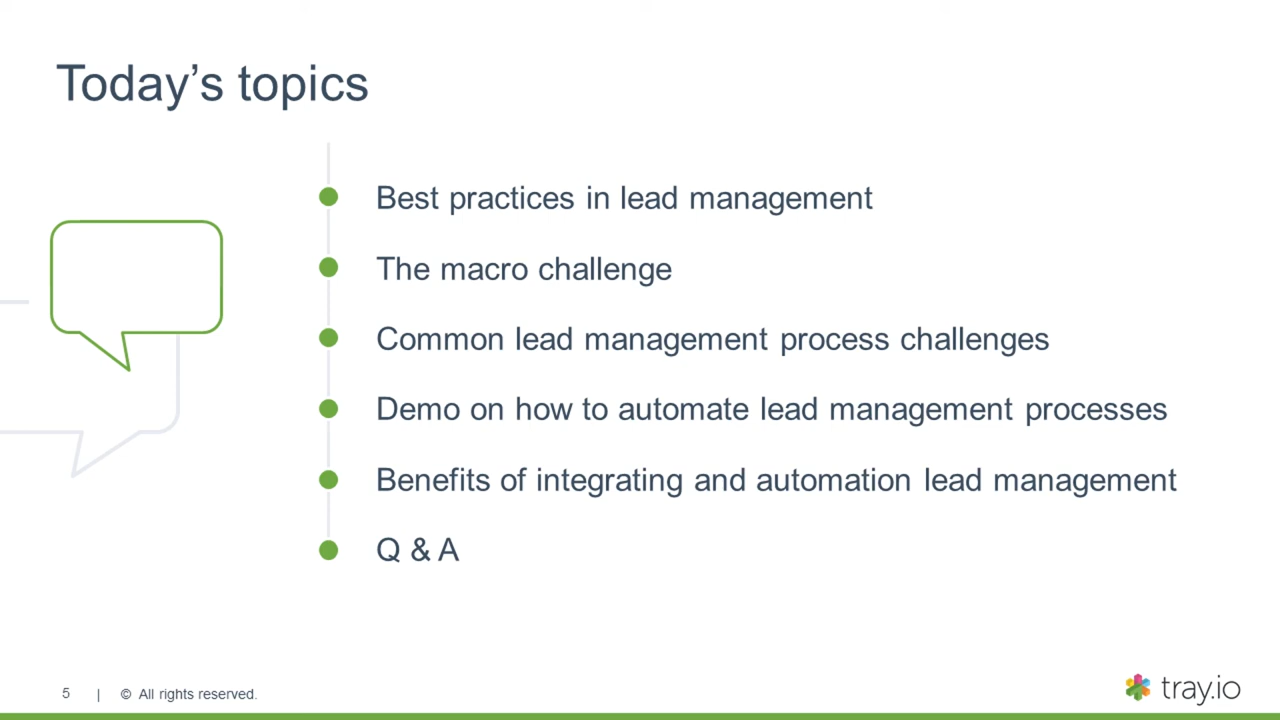 Today’s topics
Best practices in lead management
The macro challenge
Common lead management process challenges
Demo on how to automate lead management processes
Benefits of integrating and automation lead management
Q & A
5 | © All rights reserved.
tray.io